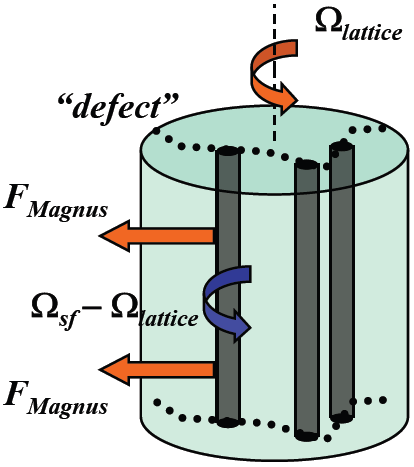 Ω_lattice
“defect”
F_Magnus
Ω_sf – Ω_lattice
F_Magnus